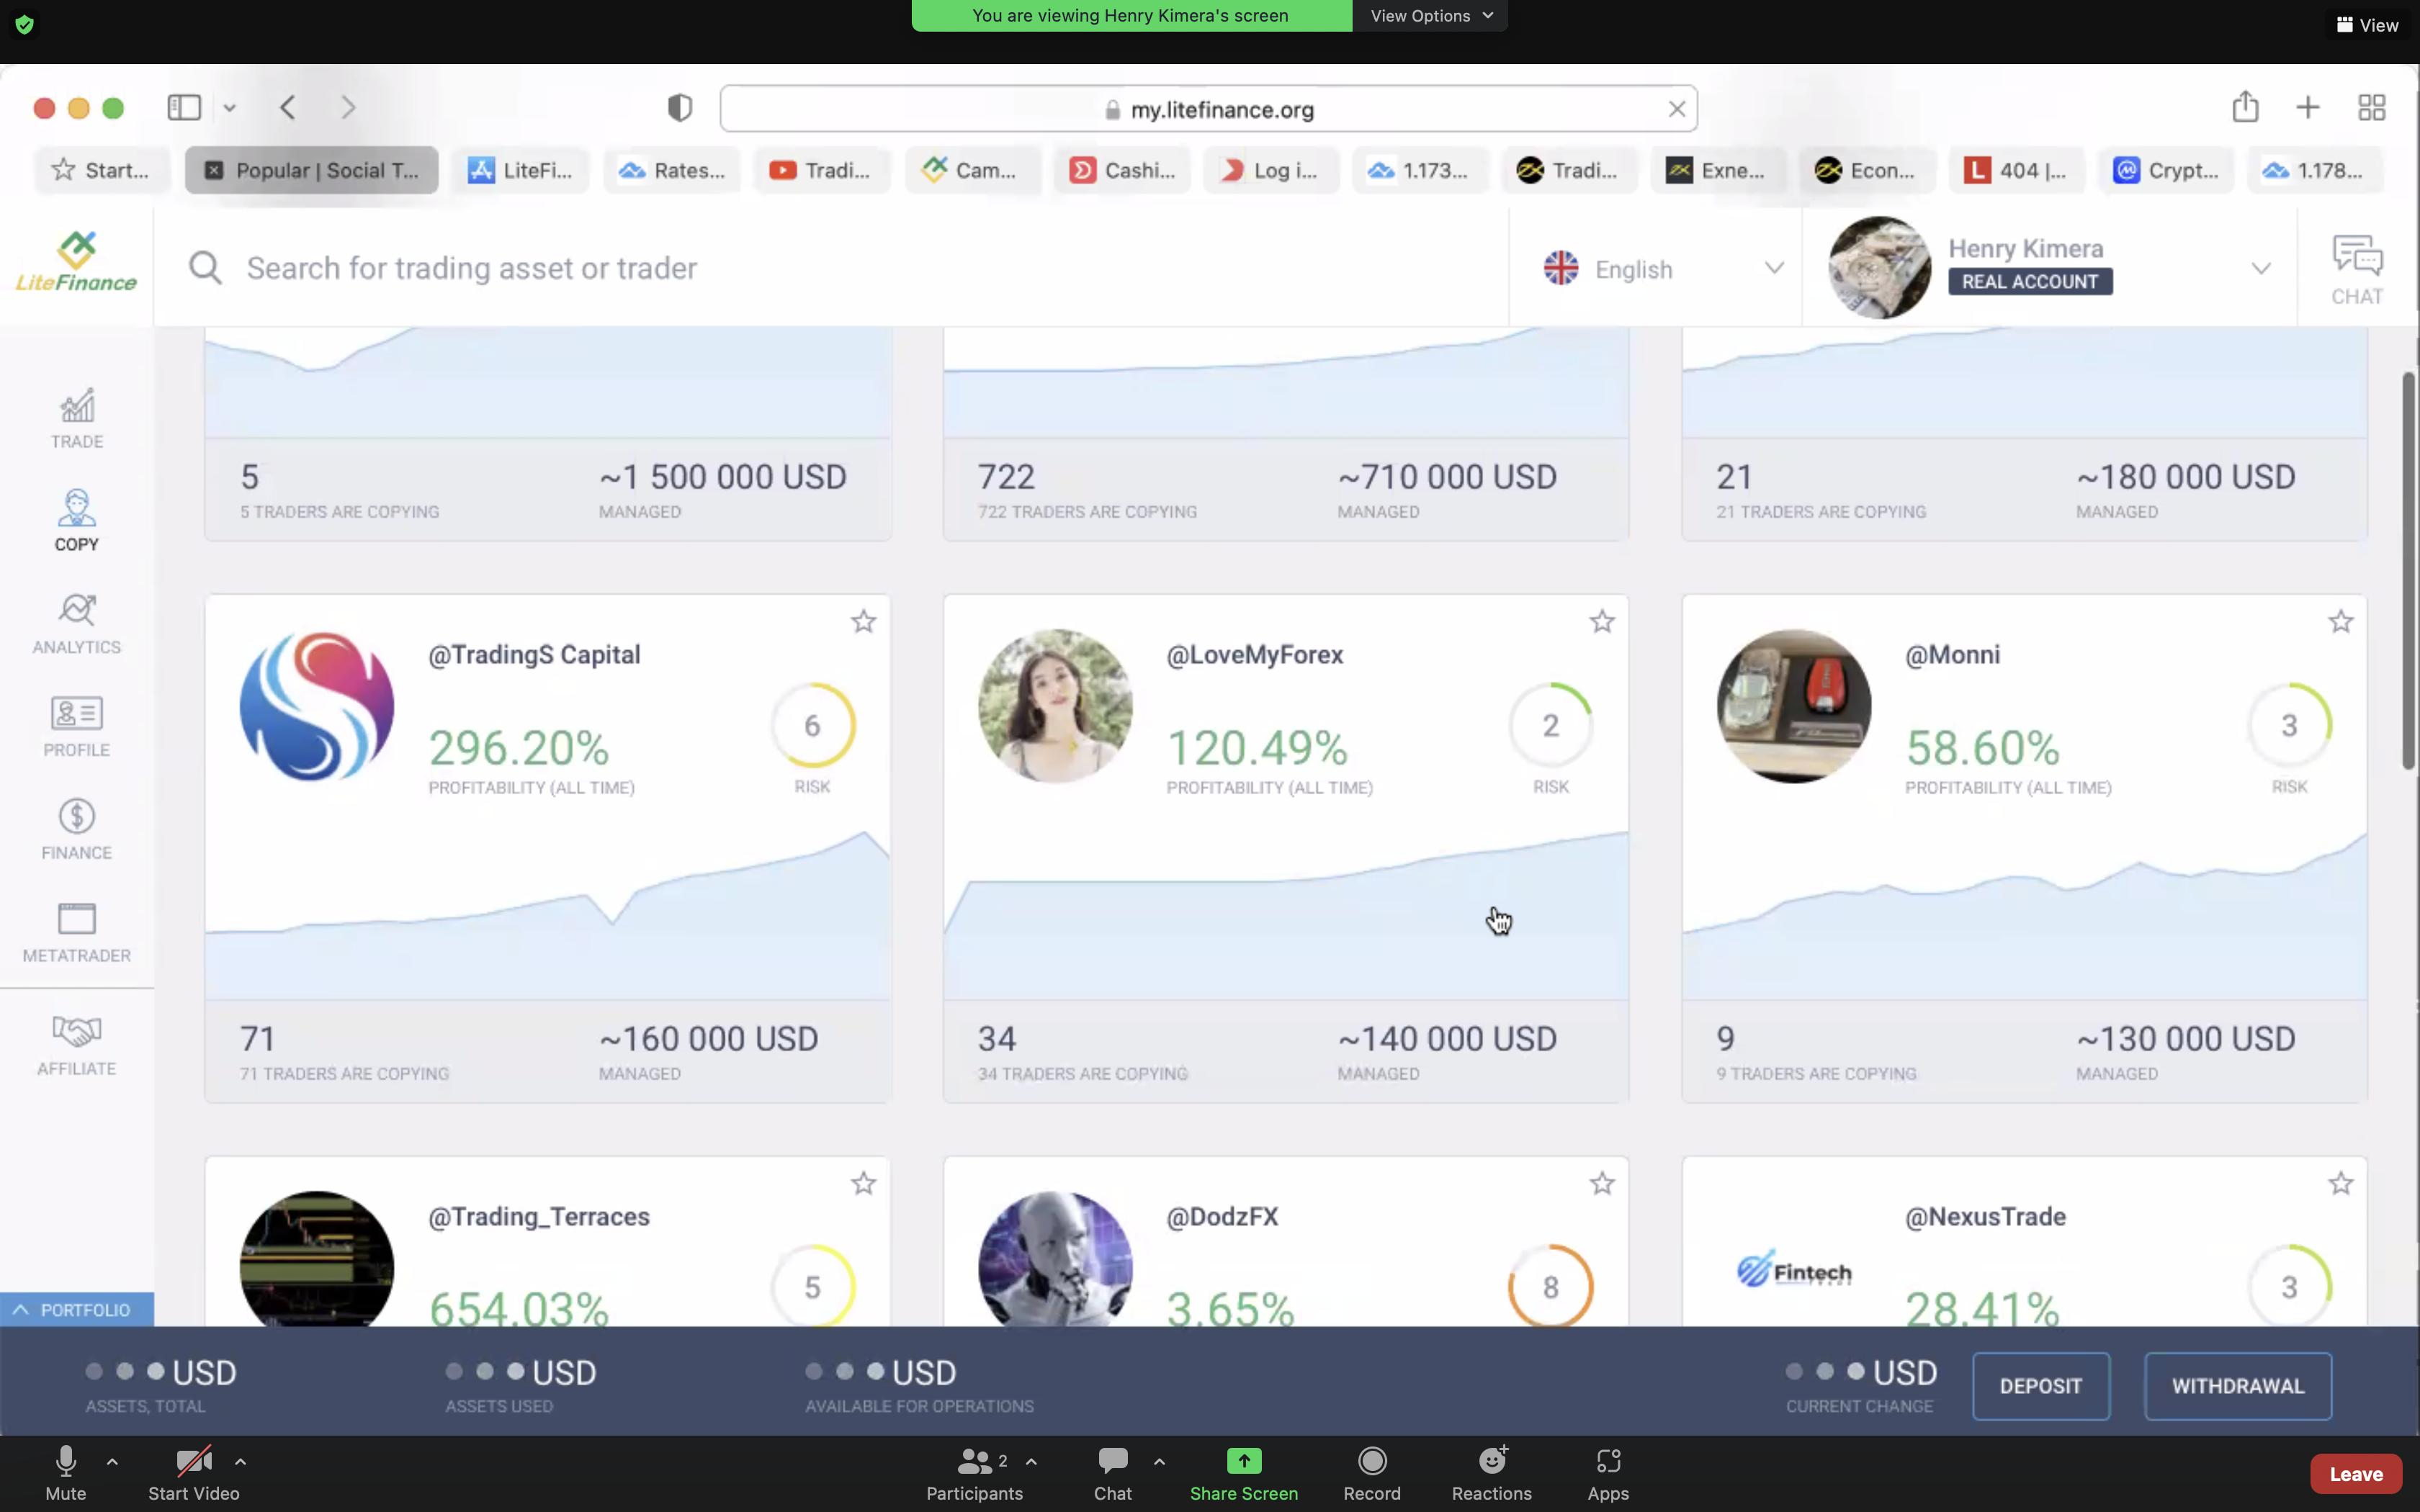 You are viewing Henry Kimera's screen
View Options
View
my.litefinance.org
Start...
Popular | Social T...
LiteFi...
Rates...
Tradi...
Cam...
Cashi...
Log i...
1.173...
Tradi...
Exne...
Econ...
404 |...
Crypt...
1.178...
LiteFinance
Search for trading asset or trader
English
Henry Kimera
REAL ACCOUNT
CHAT
TRADE
COPY
ANALYTICS
PROFILE
FINANCE
METATRADER
AFFILIATE
PORTFOLIO
5
5 TRADERS ARE COPYING
~1 500 000 USD
MANAGED
722
722 TRADERS ARE COPYING
~710 000 USD
MANAGED
21
21 TRADERS ARE COPYING
~180 000 USD
MANAGED
@TradingS Capital
296.20%
PROFITABILITY (ALL TIME)
6
RISK
71
71 TRADERS ARE COPYING
~160 000 USD
MANAGED
@LoveMyForex
120.49%
PROFITABILITY (ALL TIME)
2
RISK
34
34 TRADERS ARE COPYING
~140 000 USD
MANAGED
@Monni
58.60%
PROFITABILITY (ALL TIME)
3
RISK
9
9 TRADERS ARE COPYING
~130 000 USD
MANAGED
@Trading_Terraces
654.03%
5
@DodzFX
3.65%
8
Fintech
@NexusTrade
28.41%
3
USD
ASSETS, TOTAL
USD
ASSETS USED
USD
AVAILABLE FOR OPERATIONS
USD
CURRENT CHANGE
DEPOSIT
WITHDRAWAL
Mute
Start Video
2
Participants
Chat
Share Screen
Record
Reactions
Apps
Leave